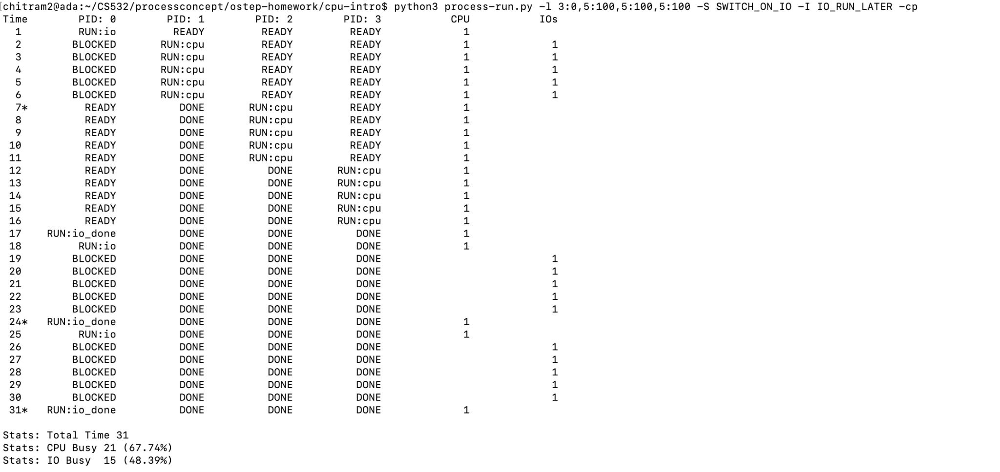 [chitram2@ada:~/CS532/processconcept/ostep-homework/cpu-intro$ python3 process-run.py -l 3:0,5:100,5:100,5:100 -S SWITCH_ON_IO -I IO_RUN_LATER -cp
Time PID: 0 PID: 1 PID: 2 PID: 3 CPU IOs
1 RUN:io READY READY READY 1
2 BLOCKED RUN:cpu READY READY 1 1
3 BLOCKED RUN:cpu READY READY 1 1
4 BLOCKED RUN:cpu READY READY 1 1
5 BLOCKED RUN:cpu READY READY 1 1
6 BLOCKED RUN:cpu READY READY 1 1
7* READY DONE RUN:cpu READY 1
8 READY DONE RUN:cpu READY 1
9 READY DONE RUN:cpu READY 1
10 READY DONE RUN:cpu READY 1
11 READY DONE RUN:cpu READY 1
12 READY DONE DONE RUN:cpu 1
13 READY DONE DONE RUN:cpu 1
14 READY DONE DONE RUN:cpu 1
15 READY DONE DONE RUN:cpu 1
16 READY DONE DONE RUN:cpu 1
17 RUN:io_done DONE DONE DONE 1
18 RUN:io DONE DONE DONE 1
19 BLOCKED DONE DONE DONE 1
20 BLOCKED DONE DONE DONE 1
21 BLOCKED DONE DONE DONE 1
22 BLOCKED DONE DONE DONE 1
23 BLOCKED DONE DONE DONE 1
24* RUN:io_done DONE DONE DONE 1
25 RUN:io DONE DONE DONE 1
26 BLOCKED DONE DONE DONE 1
27 BLOCKED DONE DONE DONE 1
28 BLOCKED DONE DONE DONE 1
29 BLOCKED DONE DONE DONE 1
30 BLOCKED DONE DONE DONE 1
31* RUN:io_done DONE DONE DONE 1
Stats: Total Time 31
Stats: CPU Busy 21 (67.74%)
Stats: IO Busy 15 (48.39%)